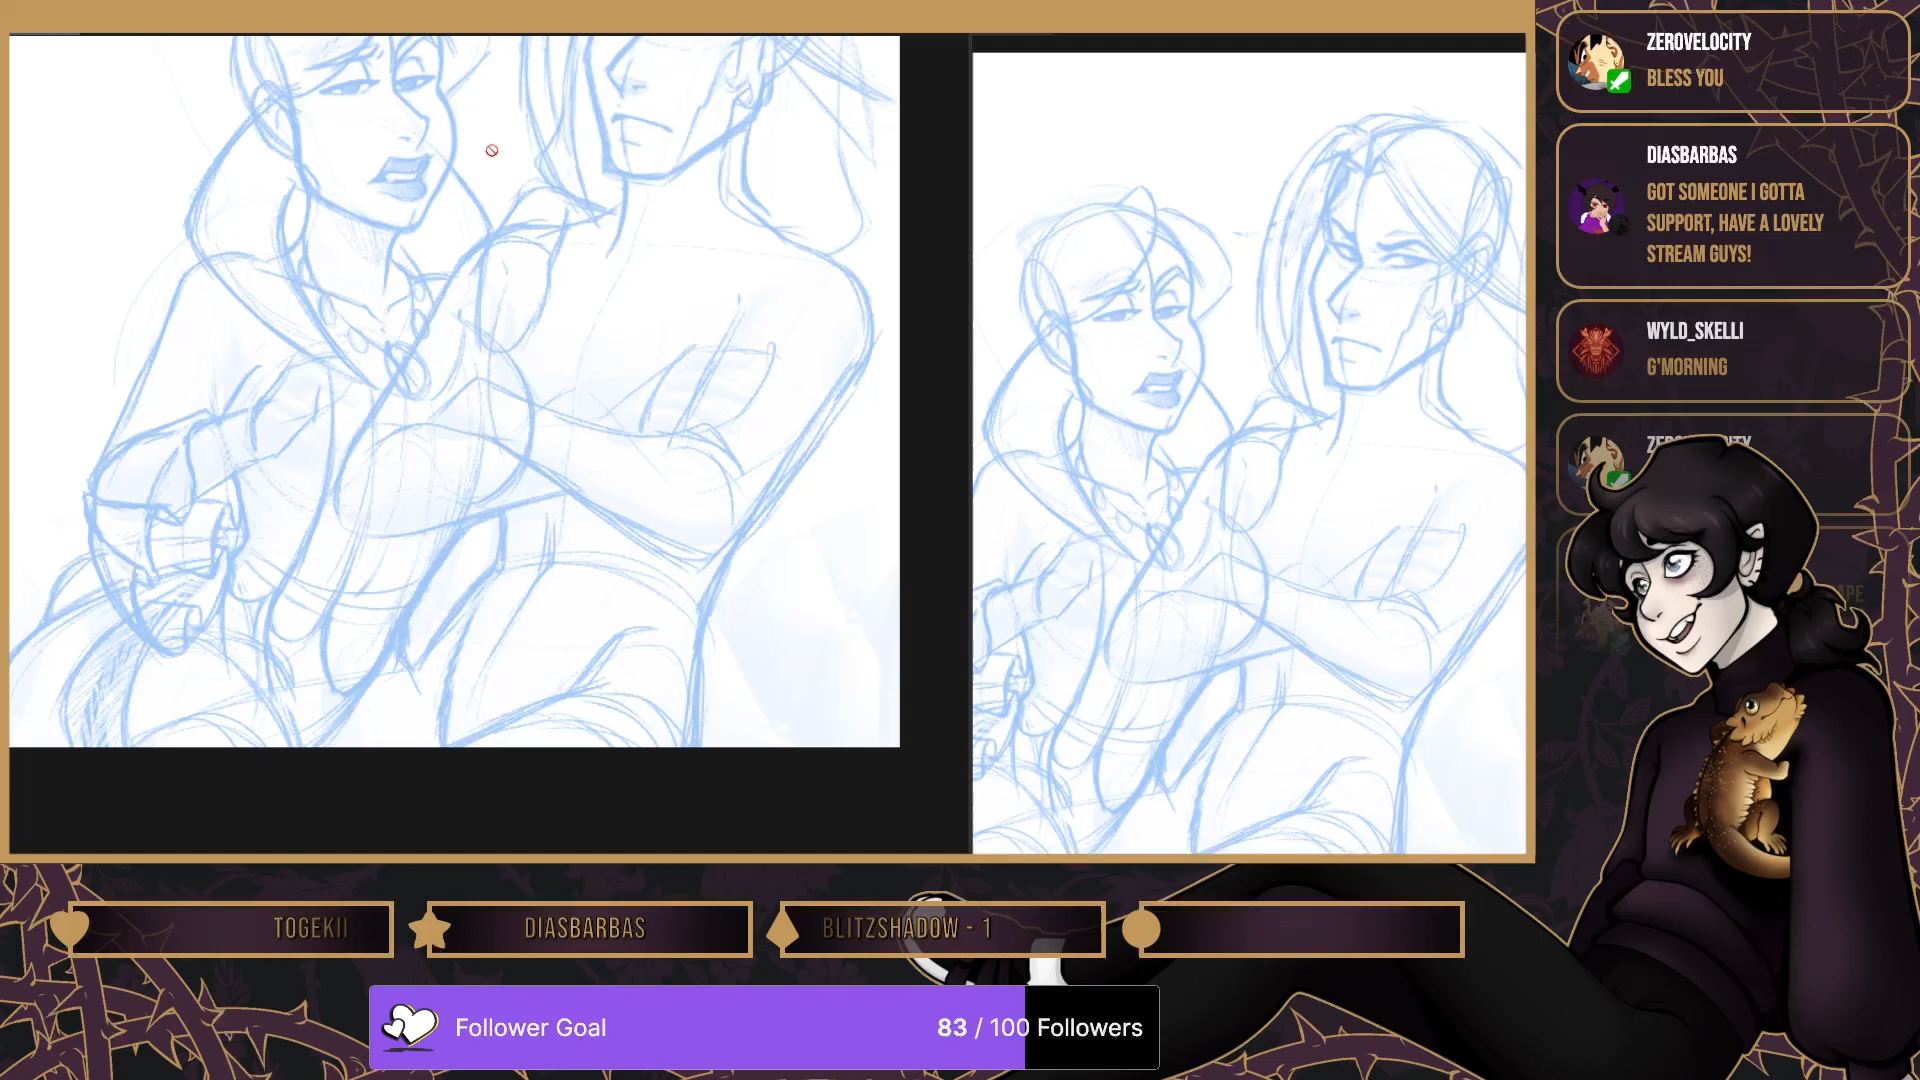 ZEROVELOCITY
BLESS YOU
DIASBARBAS
GOT SOMEONE I GOTTA
SUPPORT, HAVE A LOVELY
STREAM GUYS!
WYLD_SKELLI
G'MORNING
TOGEKII
DIASBARBAS
BLITZSHADOW - 1
Follower Goal
83 / 100 Followers